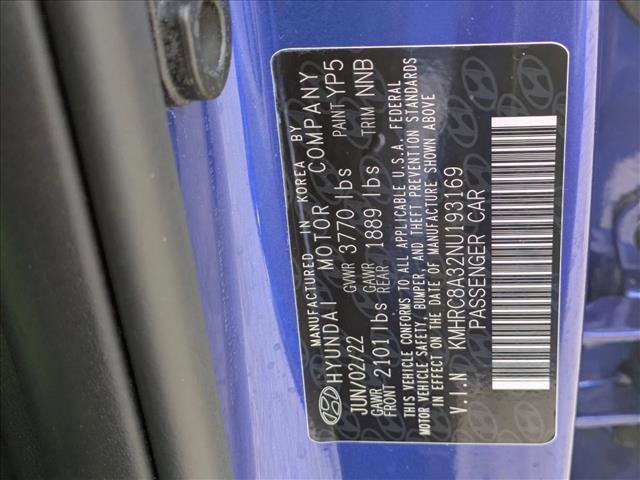 MANUFACTURED IN KOREA BY
HYUNDAI MOTOR COMPANY
JUN/02/22 GVWR 3770 lbs PAINT YP5
GAWR FRONT 2101 lbs GAWR REAR 1889 lbs TRIM NNB
THIS VEHICLE CONFORMS TO ALL APPLICABLE U.S.A. FEDERAL
MOTOR VEHICLE SAFETY, BUMPER, AND THEFT PREVENTION STANDARDS
IN EFFECT ON THE DATE OF MANUFACTURE SHOWN ABOVE
V.I.N KMHRC8A32NU193169
PASSENGER CAR